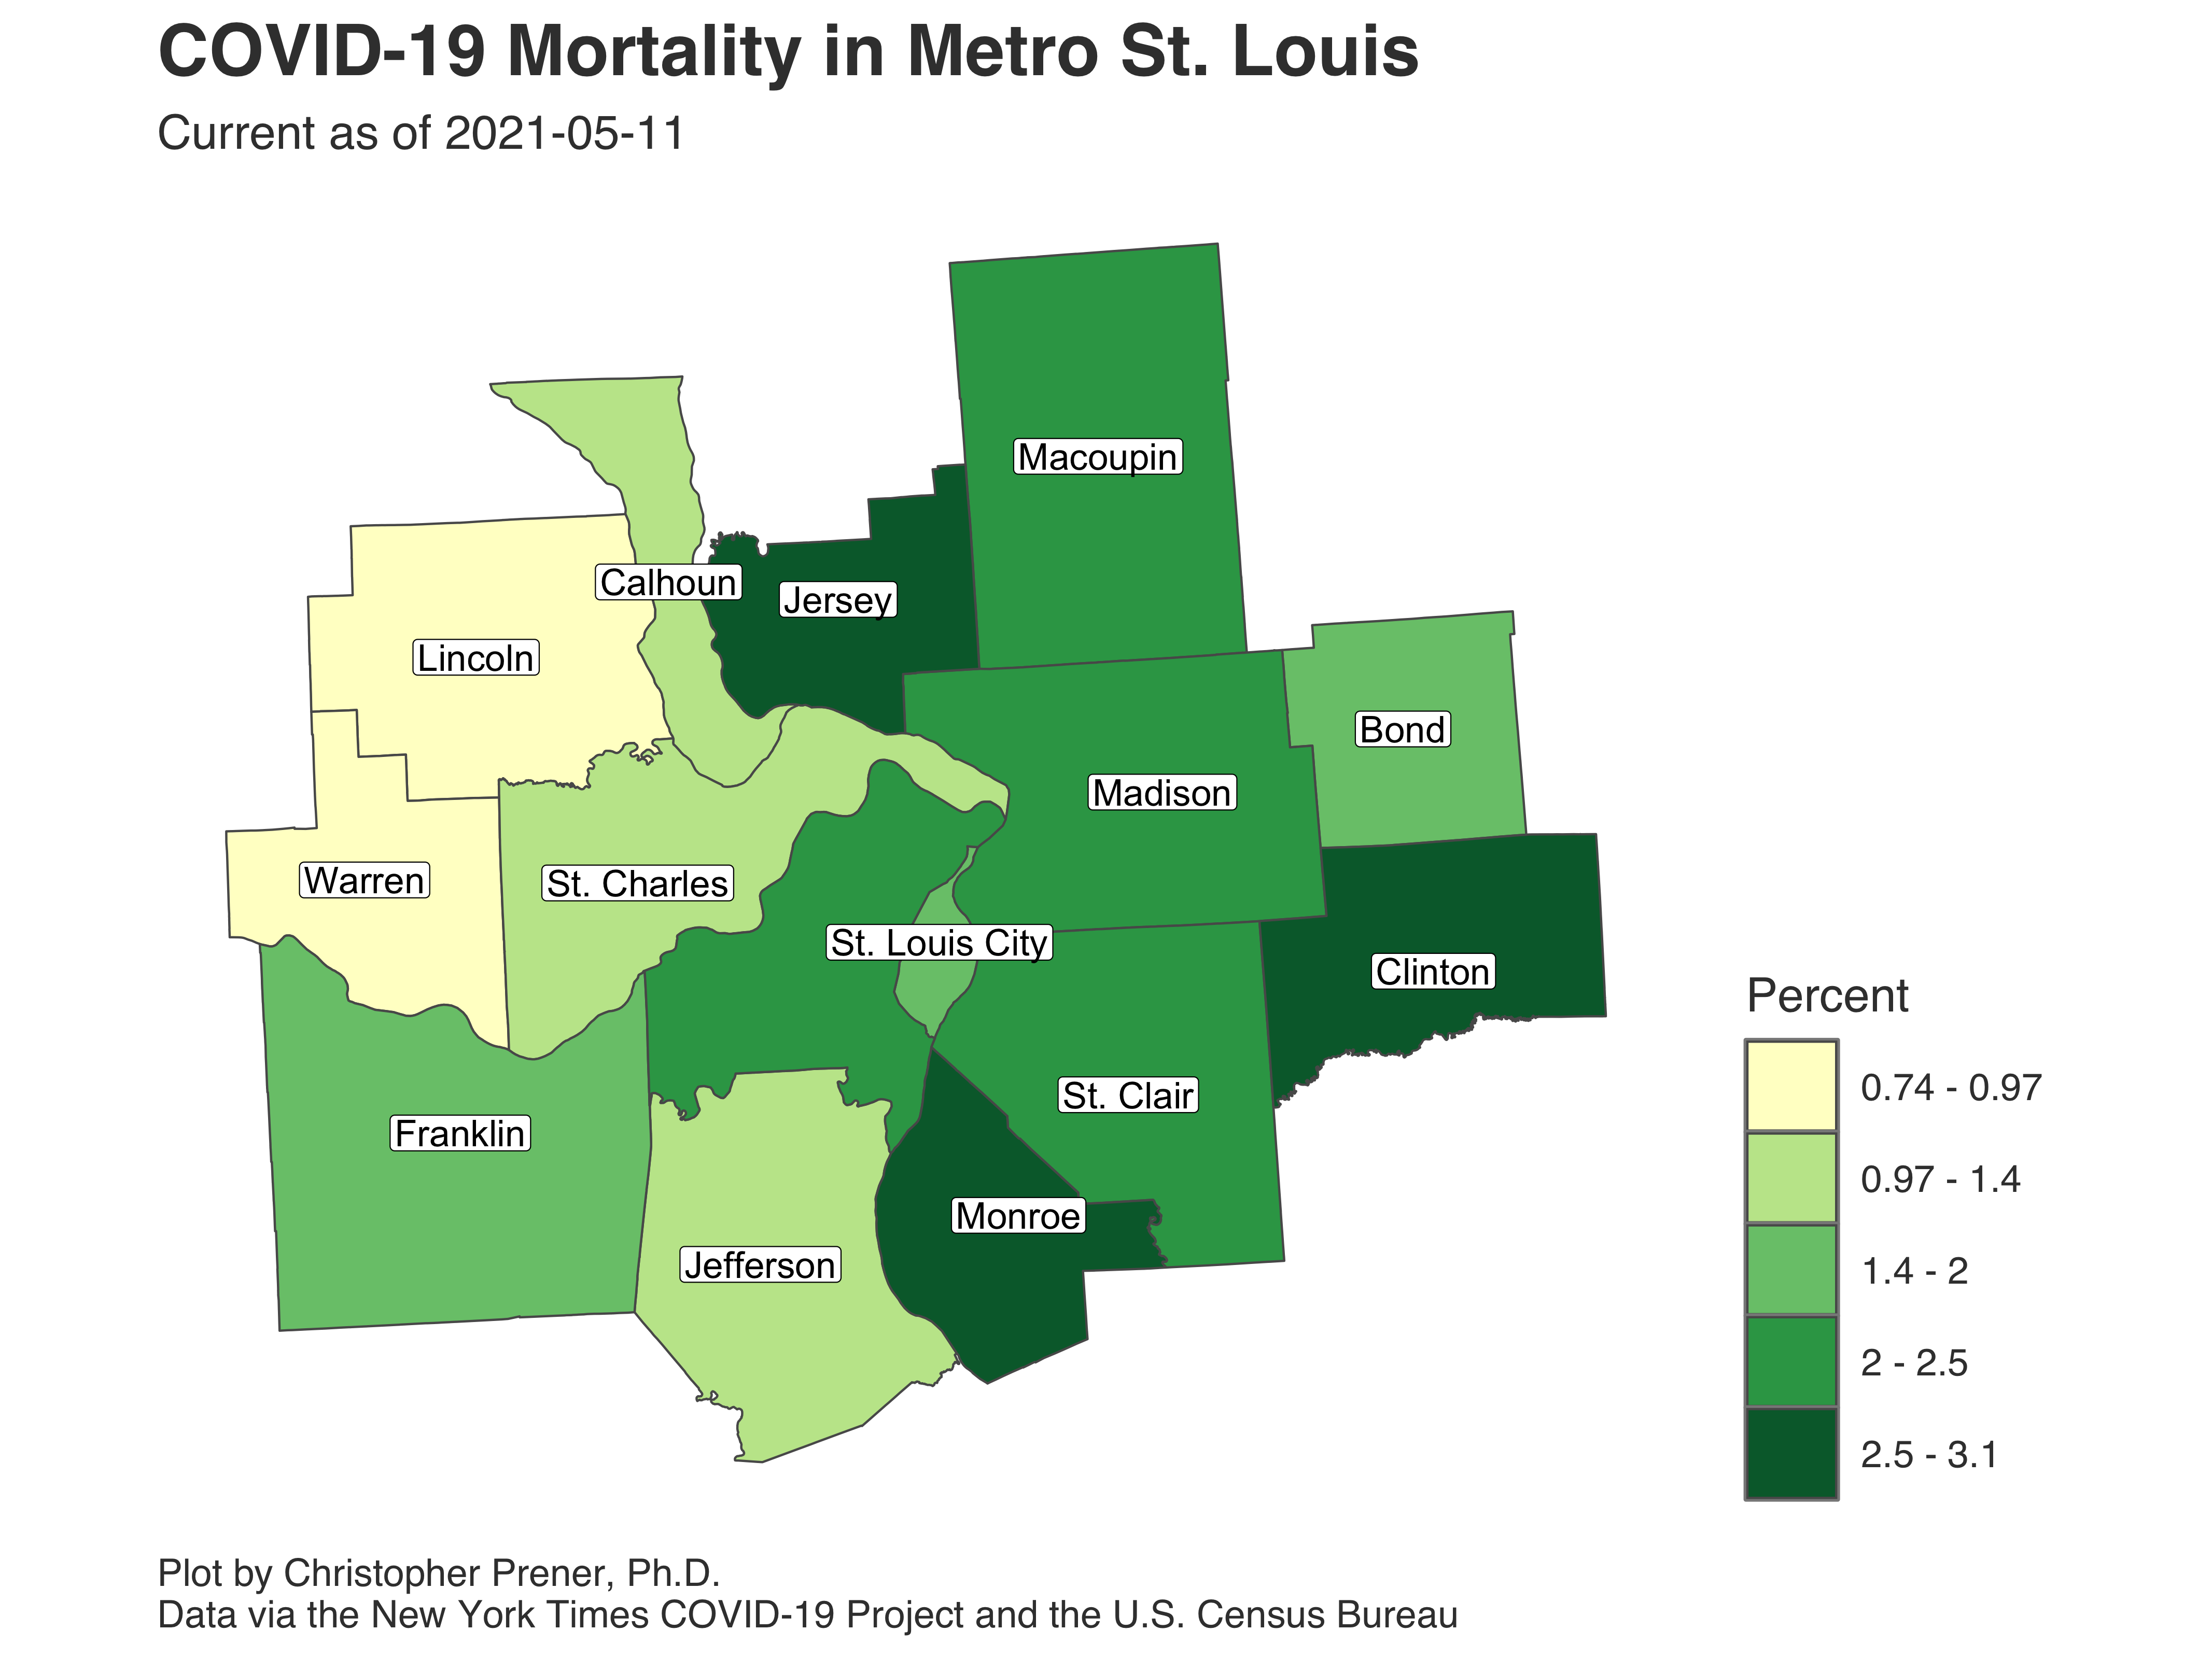 COVID-19 Mortality in Metro St. Louis
Current as of 2021-05-11
Macoupin
Calhoun
Jersey
Lincoln
Bond
Madison
Warren
St. Charles
St. Louis City
Clinton
St. Clair
Franklin
Monroe
Jefferson
Percent
0.74 - 0.97
0.97 - 1.4
1.4 - 2
2 - 2.5
2.5 - 3.1
Plot by Christopher Prener, Ph.D.
Data via the New York Times COVID-19 Project and the U.S. Census Bureau